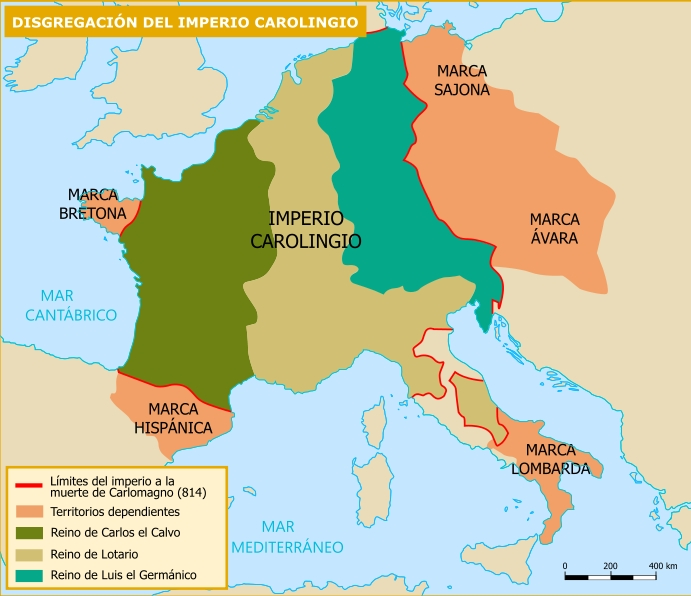 DISGREGACIÓN DEL IMPERIO CAROLINGIO
MARCA
SAJONA
MARCA
BRETONA
IMPERIO
CAROLINGIO
MARCA
ÁVARA
MAR
CANTÁBRICO
MARCA
HISPÁNICA
MARCA
LOMBARDA
MAR
MEDITERRÁNEO
Límites del imperio a la
muerte de Carlomagno (814)
Territorios dependientes
Reino de Carlos el Calvo
Reino de Lotario
Reino de Luis el Germánico
0 200 400 km